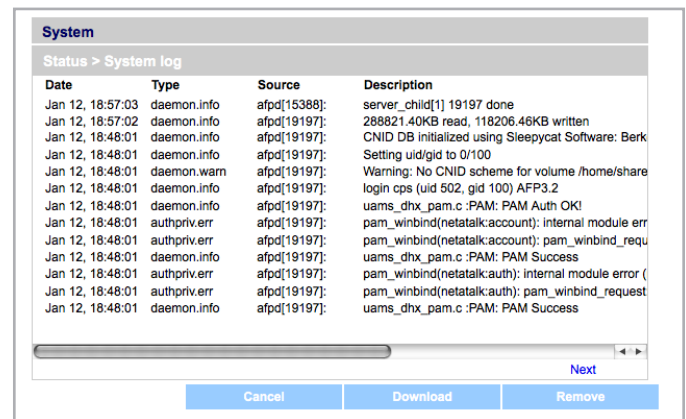 System
Status > System log
Date Type Source Description
Jan 12, 18:57:03 daemon.info afpd[15388]: server_child[1] 19197 done
Jan 12, 18:57:02 daemon.info afpd[19197]: 288821.40KB read, 118206.46KB written
Jan 12, 18:48:01 daemon.info afpd[19197]: CNID DB initialized using Sleepycat Software: Berk
Jan 12, 18:48:01 daemon.info afpd[19197]: Setting uid/gid to 0/100
Jan 12, 18:48:01 daemon.warn afpd[19197]: Warning: No CNID scheme for volume /home/share
Jan 12, 18:48:01 daemon.info afpd[19197]: login cps (uid 502, gid 100) AFP3.2
Jan 12, 18:48:01 daemon.info afpd[19197]: uams_dhx_pam.c :PAM: PAM Auth OK!
Jan 12, 18:48:01 authpriv.err afpd[19197]: pam_winbind(netatalk:account): internal module err
Jan 12, 18:48:01 authpriv.err afpd[19197]: pam_winbind(netatalk:account): pam_winbind_requ
Jan 12, 18:48:01 daemon.info afpd[19197]: uams_dhx_pam.c :PAM: PAM Success
Jan 12, 18:48:01 authpriv.err afpd[19197]: pam_winbind(netatalk:auth): internal module error (
Jan 12, 18:48:01 authpriv.err afpd[19197]: pam_winbind(netatalk:auth): pam_winbind_request
Jan 12, 18:48:01 daemon.info afpd[19197]: uams_dhx_pam.c :PAM: PAM Success
Next
Cancel Download Remove